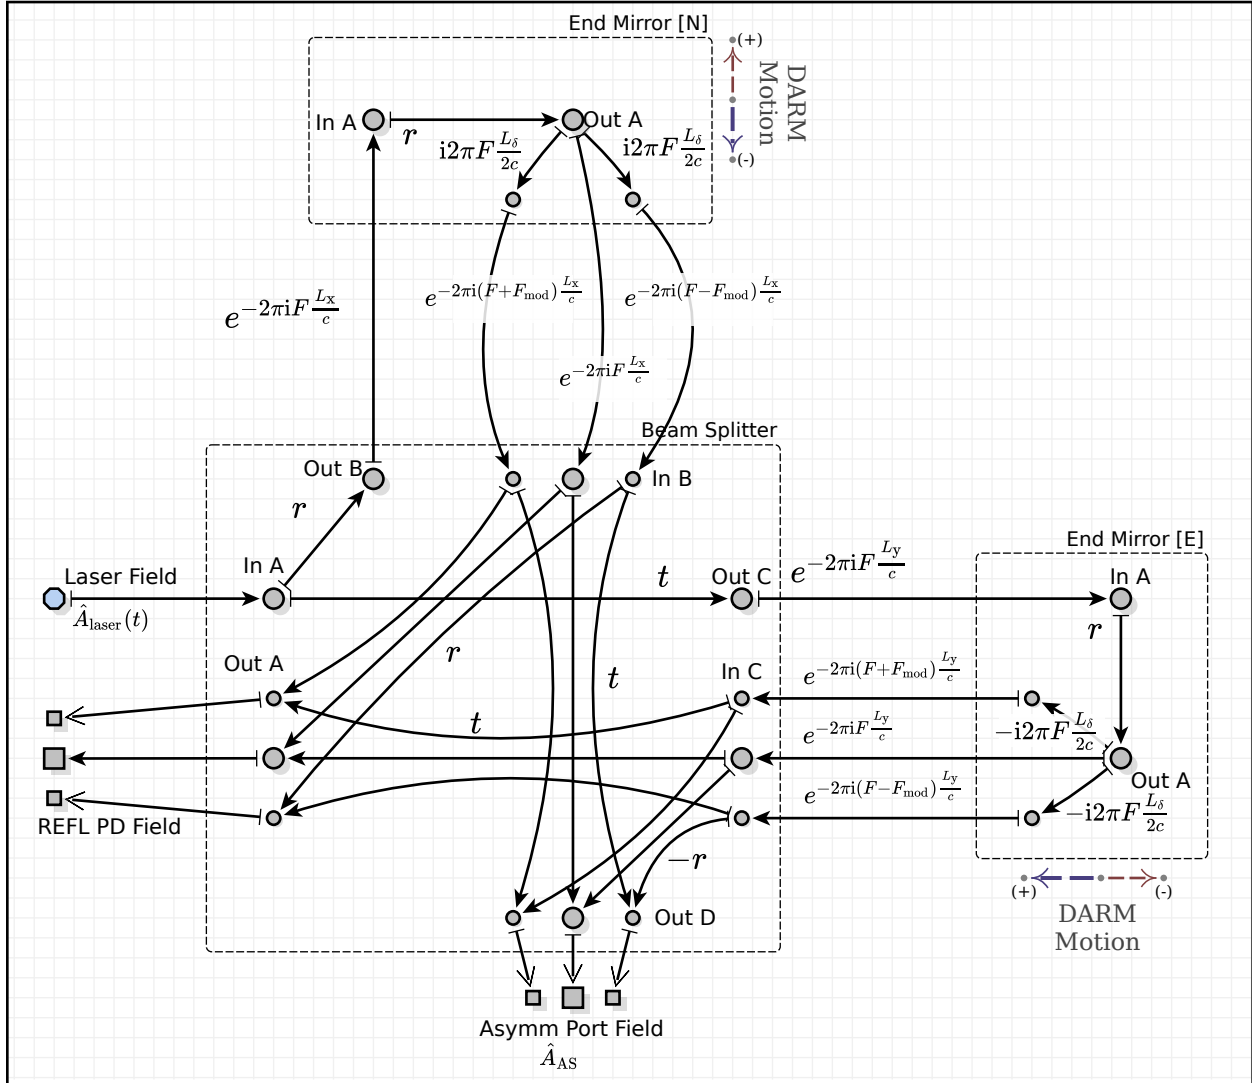 End Mirror [N]
(+)
DARM
Motion
(-)
In A
r
Out A
i2πF L_δ/2c
i2πF L_δ/2c
e^{-2πi(F+F_mod) L_x/c}
e^{-2πi(F−F_mod) L_x/c}
e^{-2πiF L_x/c}
e^{-2πiF L_x/c}
Beam Splitter
Out B
In B
r
End Mirror [E]
Laser Field
In A
t
Out C
e^{-2πiF L_y/c}
In A
Â_laser(t)
r
Out A
r
t
In C
e^{-2πi(F+F_mod) L_y/c}
t
e^{-2πiF L_y/c}
−i2πF L_δ/2c
Out A
e^{-2πi(F−F_mod) L_y/c}
−i2πF L_δ/2c
REFL PD Field
−r
(+)
(-)
DARM
Motion
Out D
Asymm Port Field
Â_AS